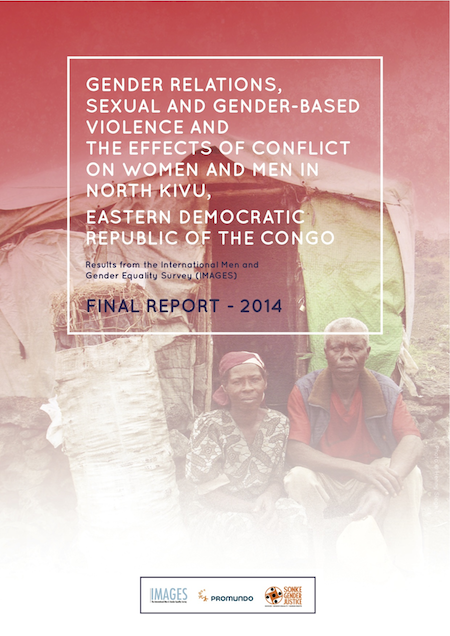 GENDER RELATIONS,
SEXUAL AND GENDER-BASED
VIOLENCE AND
THE EFFECTS OF CONFLICT
ON WOMEN AND MEN IN
NORTH KIVU,
EASTERN DEMOCRATIC
REPUBLIC OF THE CONGO
Results from the International Men and
Gender Equality Survey (IMAGES)
FINAL REPORT - 2014
IMAGES
PROMUNDO
SONKE
GENDER
JUSTICE